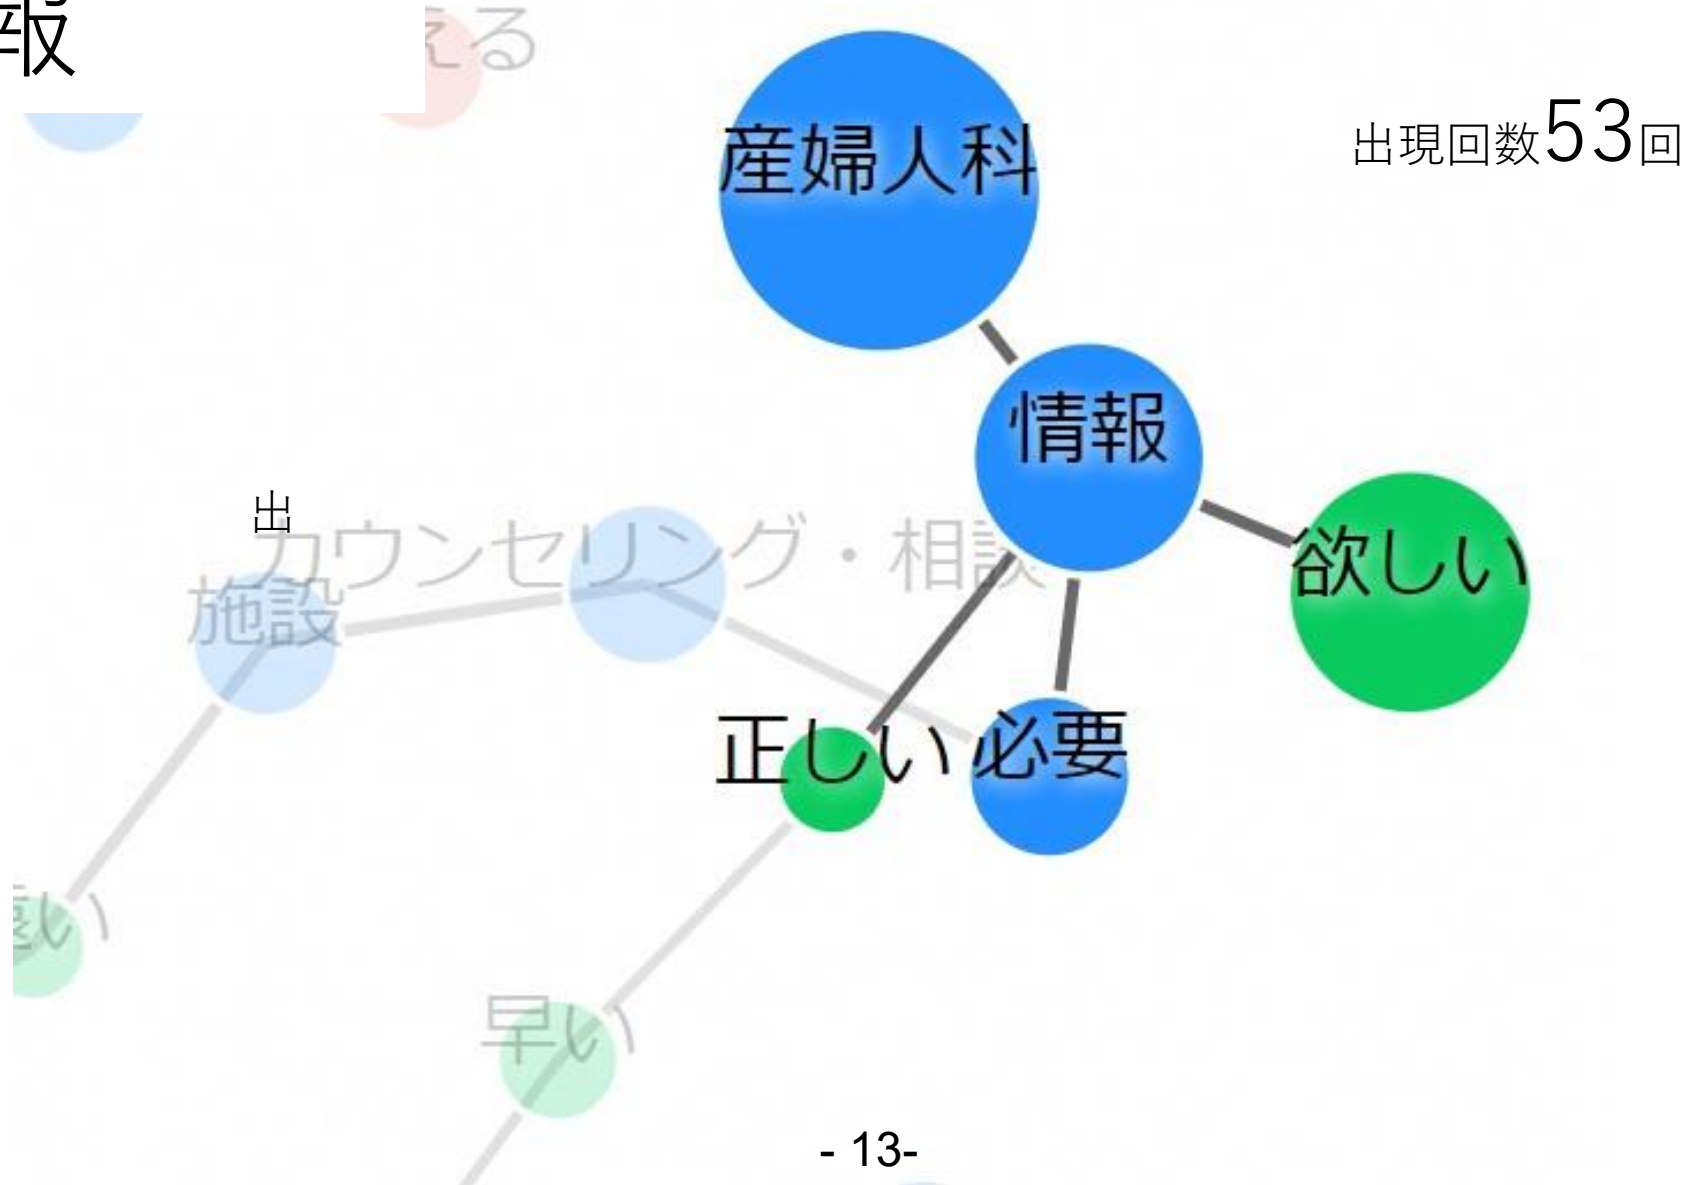 報
える
産婦人科
出現回数53回
情報
出
カウンセリング・相談
欲しい
施設
正しい
必要
い
早い
- 13-